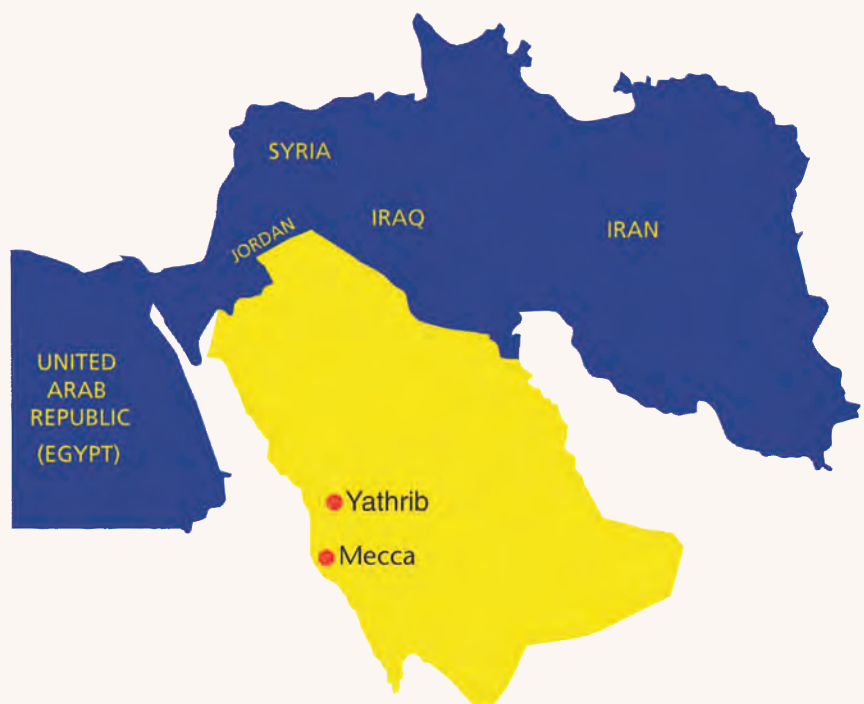 SYRIA
JORDAN
IRAQ
IRAN
UNITED
ARAB
REPUBLIC
(EGYPT)
Yathrib
Mecca